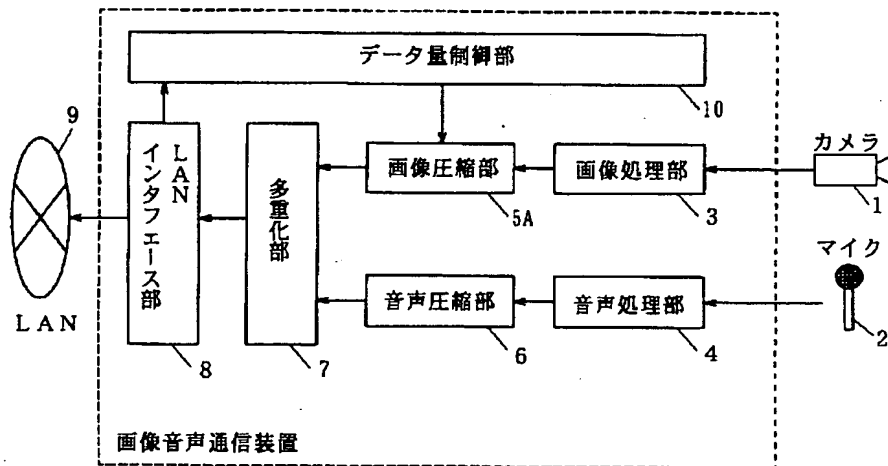 データ量制御部
10
9
LAN
インタフェース部
8
多重化部
7
画像圧縮部
5A
画像処理部
3
カメラ
1
音声圧縮部
6
音声処理部
4
マイク
2
LAN
画像音声通信装置